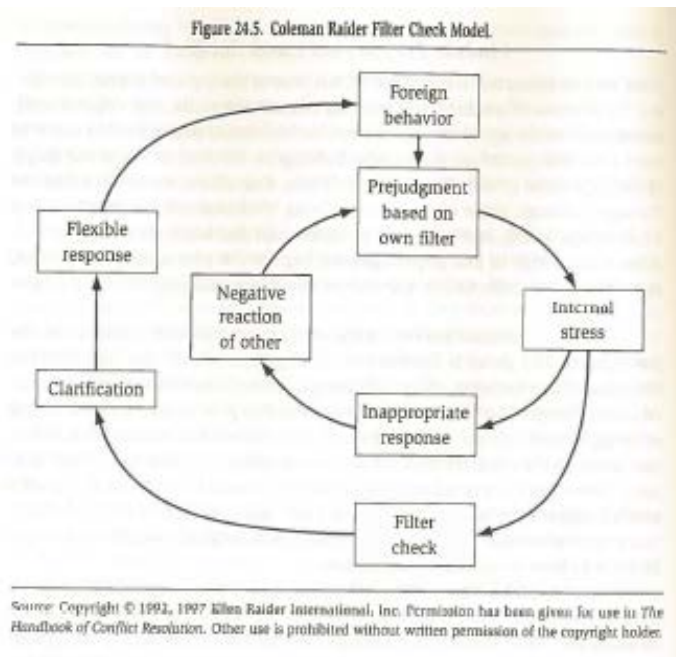 Figure 24.5. Coleman Raider Filter Check Model.
Foreign
behavior
Prejudgment
based on
own filter
Flexible
response
Negative
reaction
of other
Internal
stress
Clarification
Inappropriate
response
Filter
check
Source: Copyright © 1992, 1997 Ellen Raider International, Inc. Permission has been given for use in The
Handbook of Conflict Resolution. Other use is prohibited without written permission of the copyright holder.